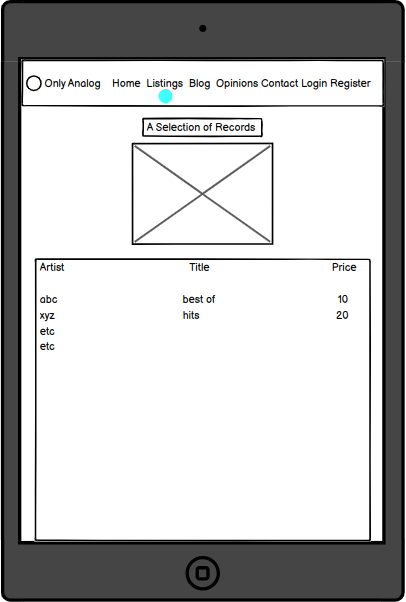 Only Analog Home Listings Blog Opinions Contact Login Register
A Selection of Records
Artist Title Price
abc best of 10
xyz hits 20
etc
etc